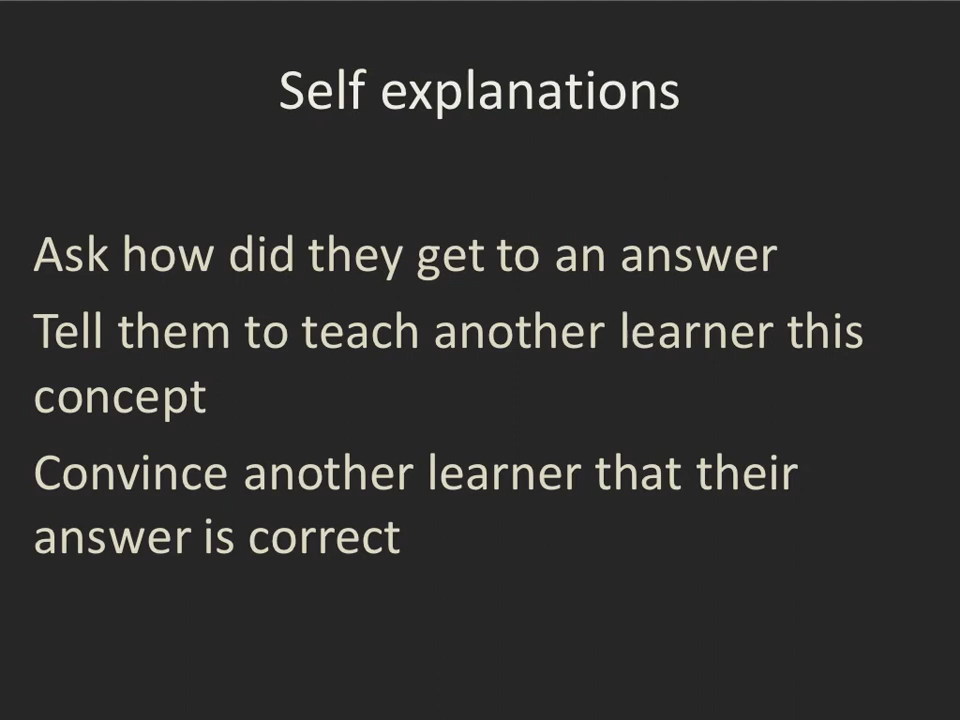 Self explanations
Ask how did they get to an answer
Tell them to teach another learner this
concept
Convince another learner that their
answer is correct